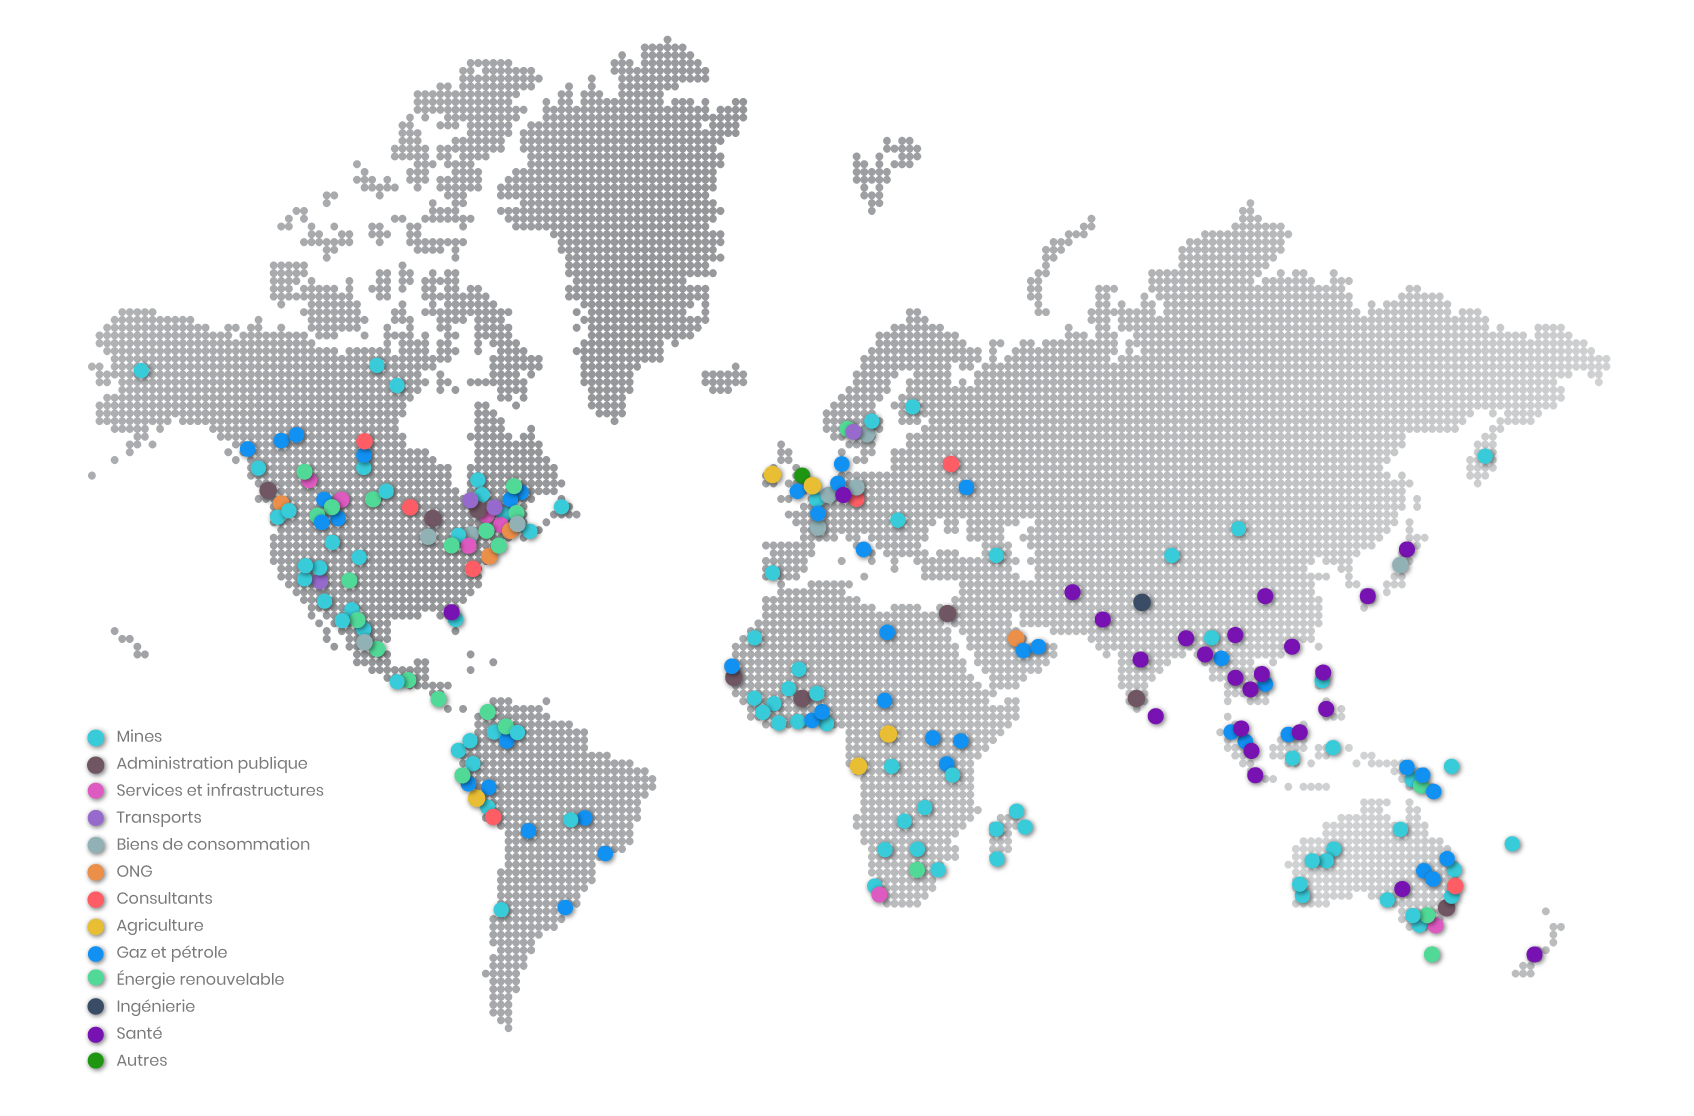 Mines
Administration publique
Services et infrastructures
Transports
Biens de consommation
ONG
Consultants
Agriculture
Gaz et pétrole
Énergie renouvelable
Ingénierie
Santé
Autres